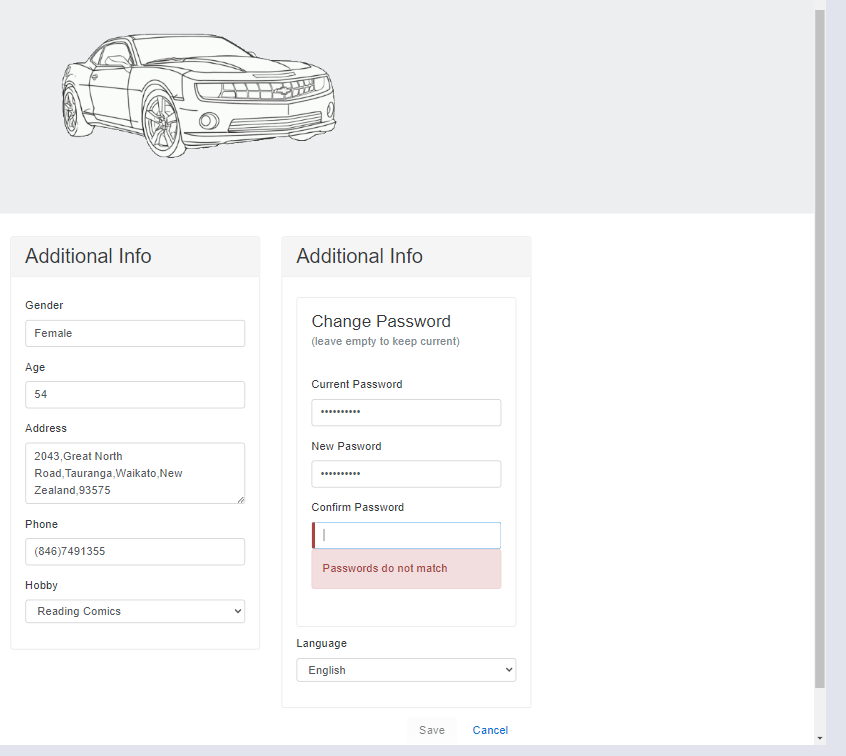 Additional Info
Gender
Female
Age
54
Address
2043,Great North
Road,Tauranga,Waikato,New
Zealand,93575
Phone
(846)7491355
Hobby
Reading Comics
Additional Info
Change Password
(leave empty to keep current)
Current Password
••••••••••
New Pasword
••••••••••
Confirm Password
Passwords do not match
Language
English
Save
Cancel